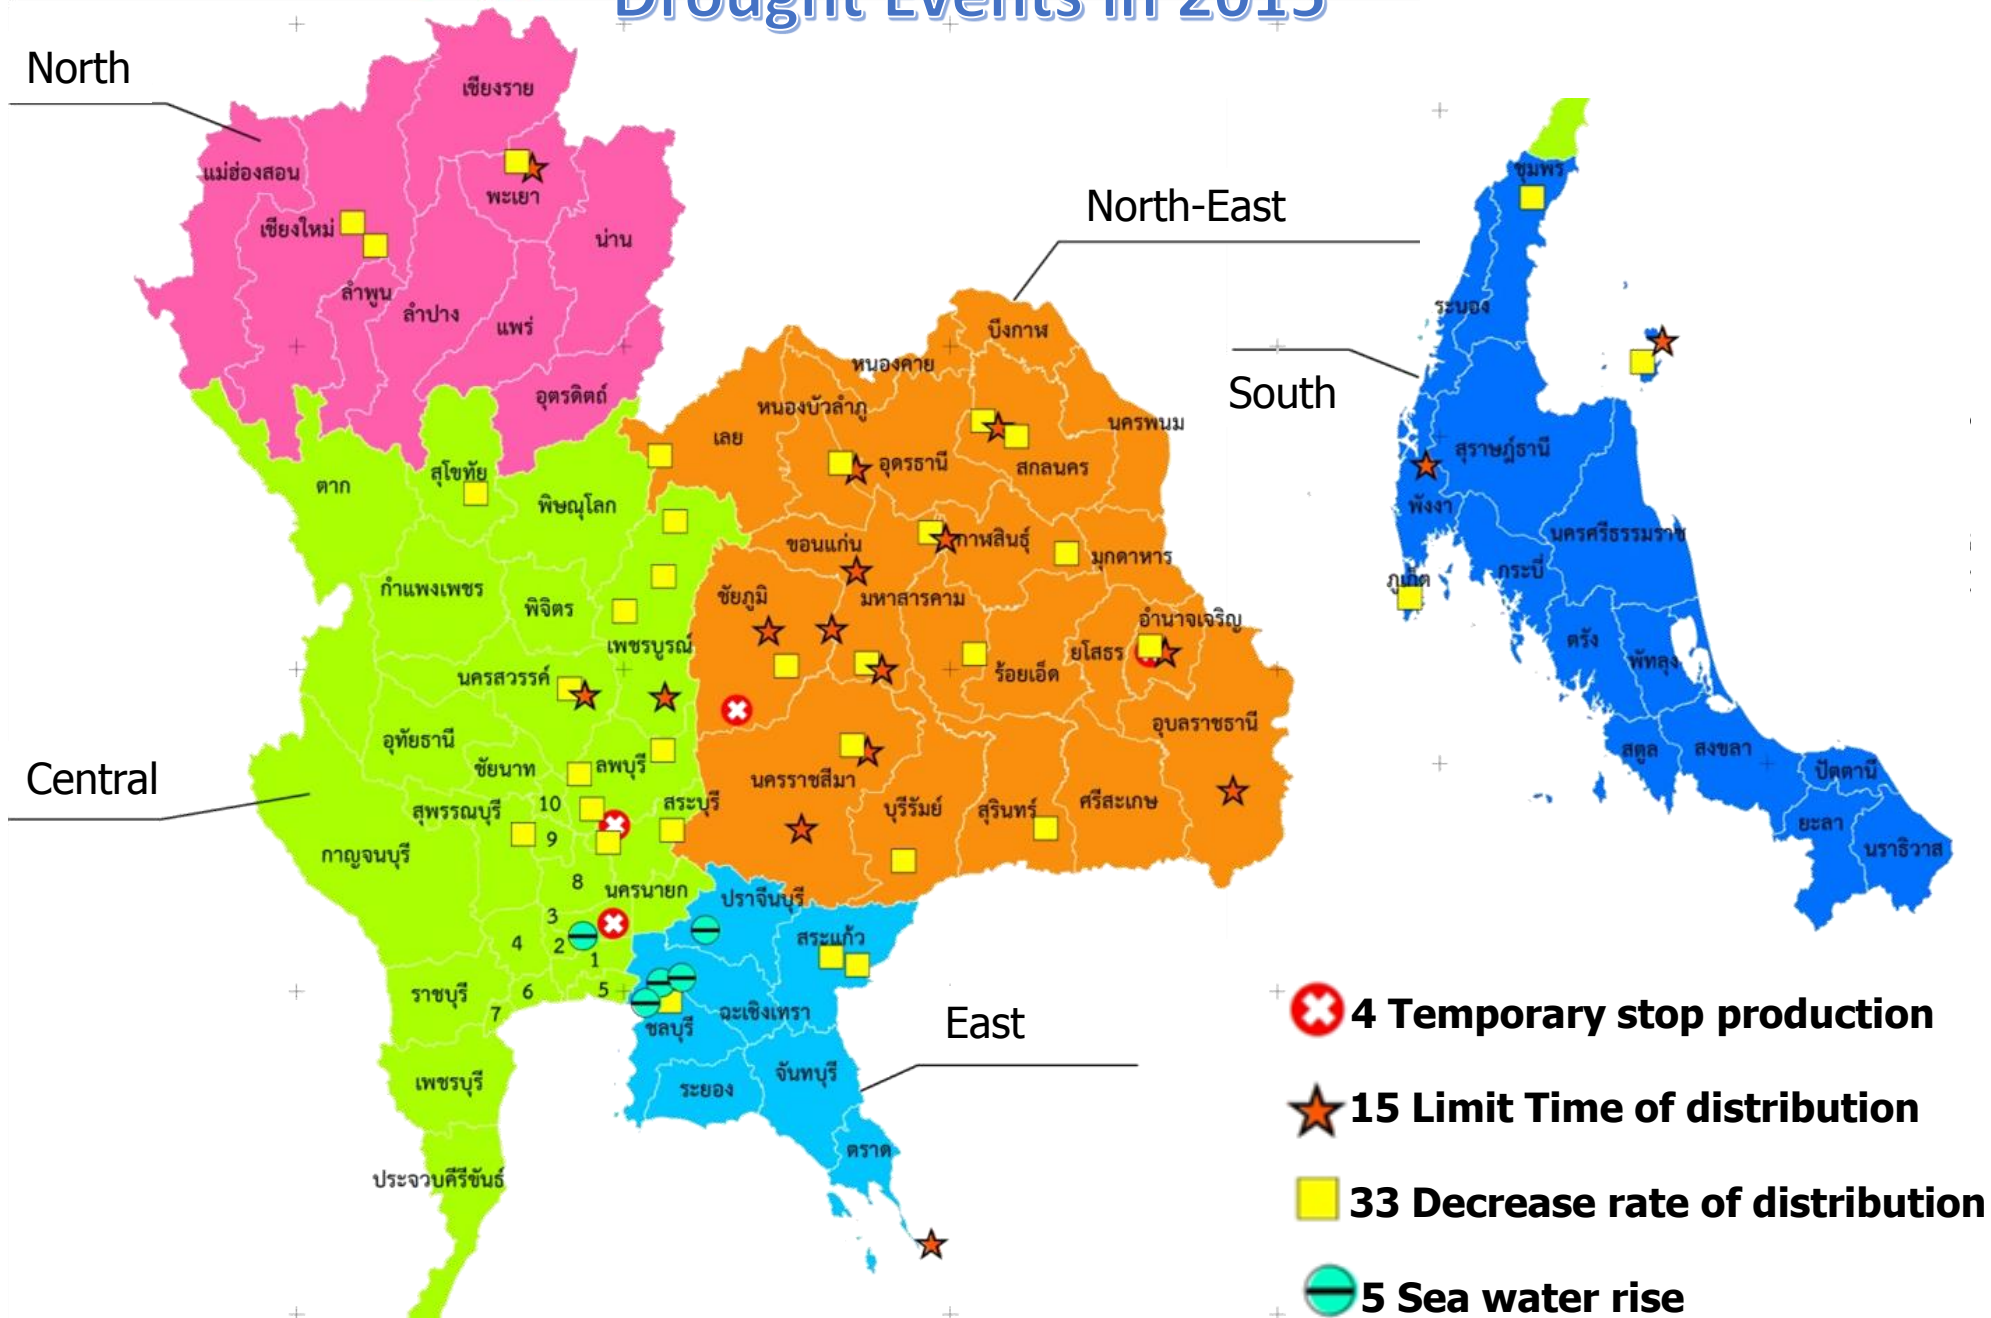 Drought Events in 2015
North
เชียงราย
แม่ฮ่องสอน
พะเยา
เชียงใหม่
น่าน
ลำพูน
ลำปาง
แพร่
อุตรดิตถ์
North-East
บึงกาฬ
หนองคาย
หนองบัวลำภู
เลย
นครพนม
อุดรธานี
สกลนคร
ขอนแก่น
กาฬสินธุ์
มุกดาหาร
ชัยภูมิ
มหาสารคาม
อำนาจเจริญ
ยโสธร
ร้อยเอ็ด
อุบลราชธานี
นครราชสีมา
บุรีรัมย์
สุรินทร์
ศรีสะเกษ
Central
ตาก
สุโขทัย
พิษณุโลก
กำแพงเพชร
พิจิตร
เพชรบูรณ์
นครสวรรค์
อุทัยธานี
ชัยนาท
ลพบุรี
สุพรรณบุรี
10
สระบุรี
9
กาญจนบุรี
8
นครนายก
3
4
2
1
5
6
7
ราชบุรี
เพชรบุรี
ประจวบคีรีขันธ์
East
ปราจีนบุรี
สระแก้ว
ฉะเชิงเทรา
ชลบุรี
ระยอง
จันทบุรี
ตราด
South
ชุมพร
ระนอง
สุราษฎ์ธานี
พังงา
นครศรีธรรมราช
กระบี่
ภูเก็ต
ตรัง
พัทลุง
สตูล
สงขลา
ปัตตานี
ยะลา
นราธิวาส
4 Temporary stop production
15 Limit Time of distribution
33 Decrease rate of distribution
5 Sea water rise